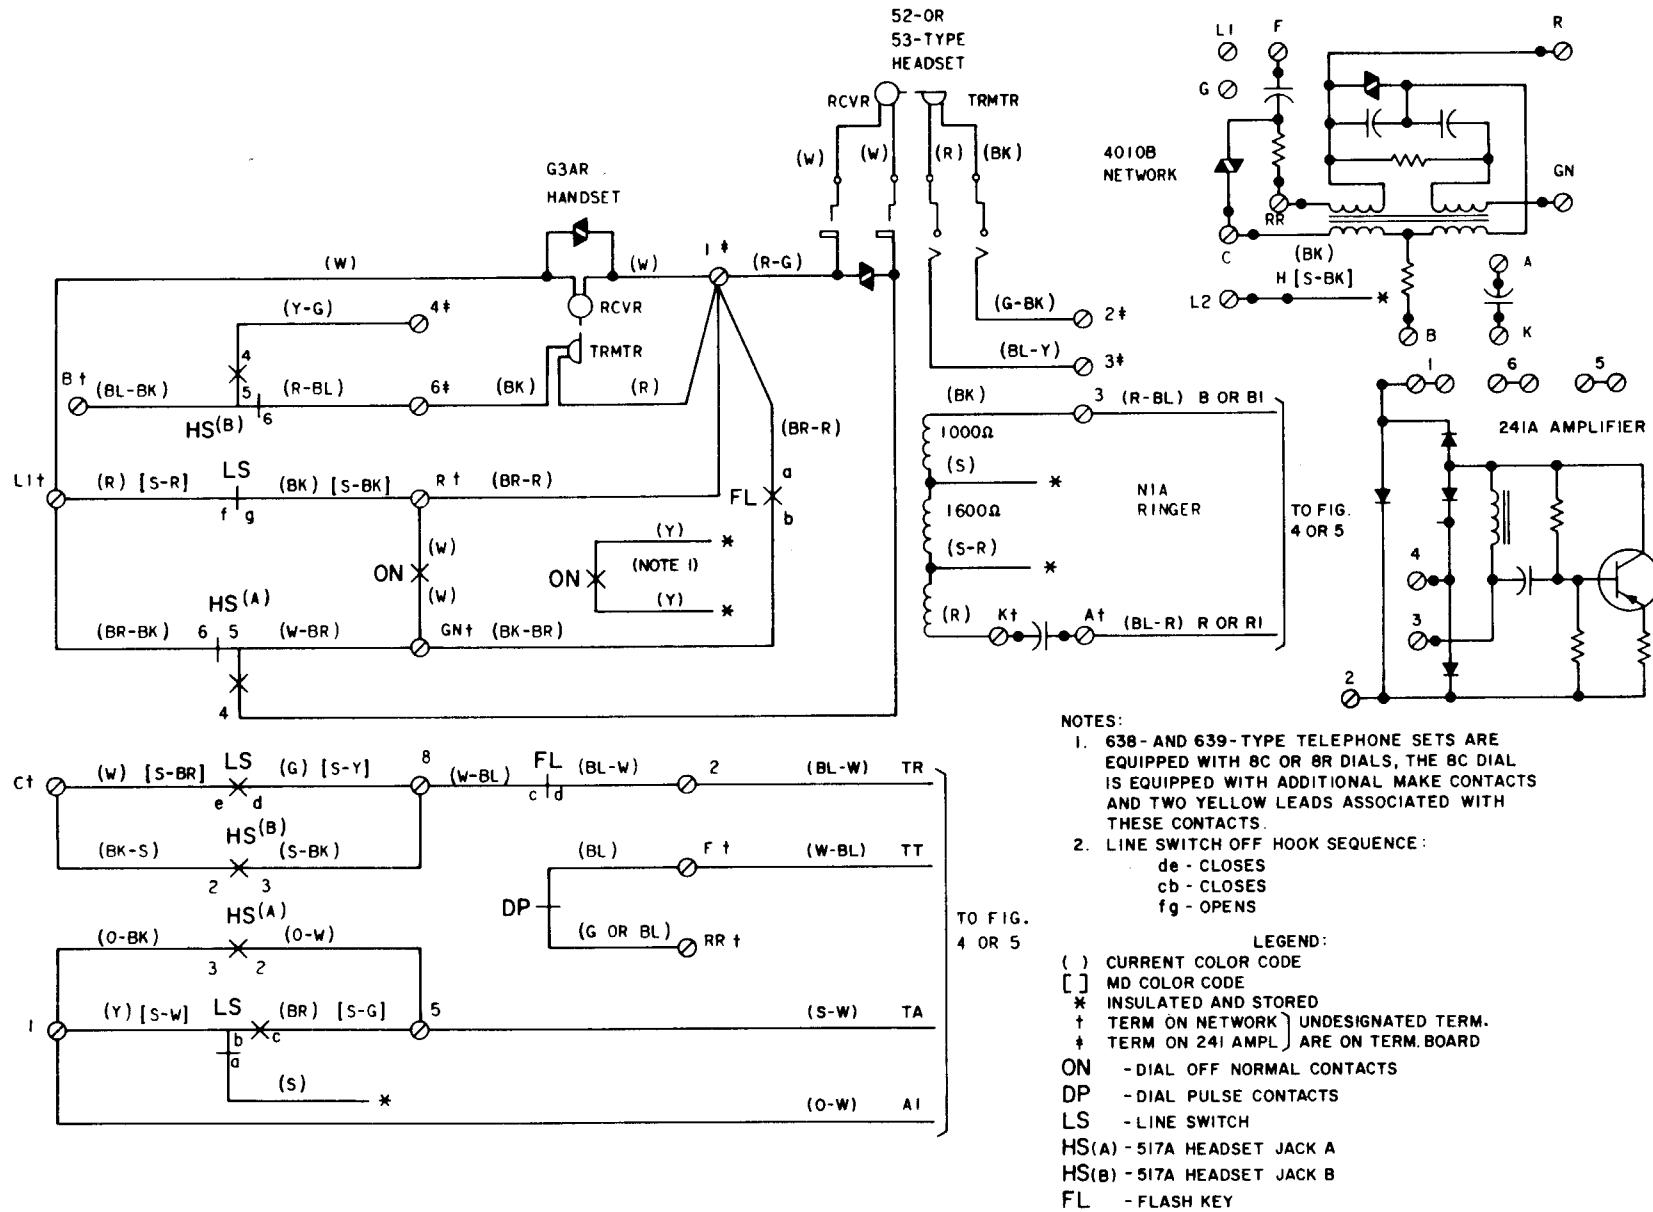 52-OR
53-TYPE
HEADSET
RCVR
TRMTR
(W)
(W)
(R)
(BK)
G3AR
HANDSET
(W)
(W)
1‡
(R-G)
RCVR
TRMTR
(Y-G)
4‡
4
B†
(BL-BK)
5
6
HS(B)
(R-BL)
6‡
(BK)
(R)
(G-BK)
2‡
(BL-Y)
3‡
(BR-R)
L1†
(R) [S-R]
LS
f
g
(BK) [S-BK]
R†
(BR-R)
a
FL
b
(W)
ON
(W)
(Y)
*
(NOTE 1)
ON
(Y)
*
HS(A)
(BR-BK)
6
5
(W-BR)
GN†
(BK-BR)
4
(BK)
3
(R-BL) B OR B1
1000Ω
(S)
*
1600Ω
(S-R)
*
N1A
RINGER
TO FIG.
4 OR 5
(R)
K†
A†
(BL-R) R OR R1
L1
F
R
G
4010B
NETWORK
GN
RR
C
(BK)
H [S-BK]
L2
*
A
B
K
1
6
5
241A AMPLIFIER
4
3
2
C†
(W) [S-BR]
LS
e
d
(G) [S-Y]
8
(W-BL)
FL
c
d
(BL-W)
2
(BL-W)
TR
HS(B)
(BK-S)
2
3
(S-BK)
(BL)
F†
(W-BL)
TT
DP
(G OR BL)
RR†
HS(A)
(O-BK)
3
2
(O-W)
TO FIG.
4 OR 5
1
(Y) [S-W]
LS
b
c
a
(BR) [S-G]
5
(S-W)
TA
(S)
*
(O-W)
A1
NOTES:
1. 638-AND 639-TYPE TELEPHONE SETS ARE
EQUIPPED WITH 8C OR 8R DIALS, THE 8C DIAL
IS EQUIPPED WITH ADDITIONAL MAKE CONTACTS
AND TWO YELLOW LEADS ASSOCIATED WITH
THESE CONTACTS.
2. LINE SWITCH OFF HOOK SEQUENCE:
de - CLOSES
cb - CLOSES
fg - OPENS
LEGEND:
( ) CURRENT COLOR CODE
[ ] MD COLOR CODE
* INSULATED AND STORED
† TERM ON NETWORK } UNDESIGNATED TERM.
‡ TERM ON 241 AMPL } ARE ON TERM. BOARD
ON - DIAL OFF NORMAL CONTACTS
DP - DIAL PULSE CONTACTS
LS - LINE SWITCH
HS(A) - 517A HEADSET JACK A
HS(B) - 517A HEADSET JACK B
FL - FLASH KEY